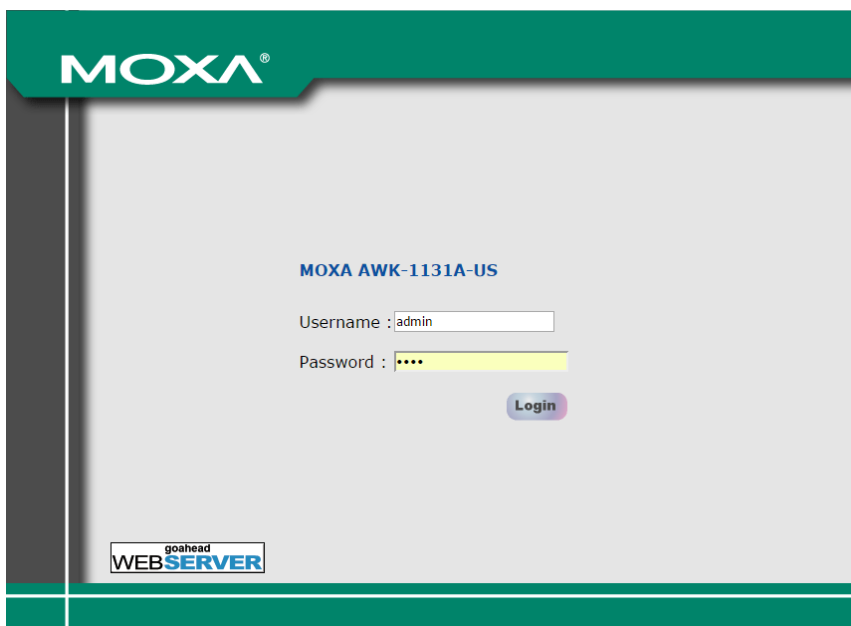 MOXA®
MOXA AWK-1131A-US
Username : admin
Password : ••••
Login
goahead
WEBSERVER